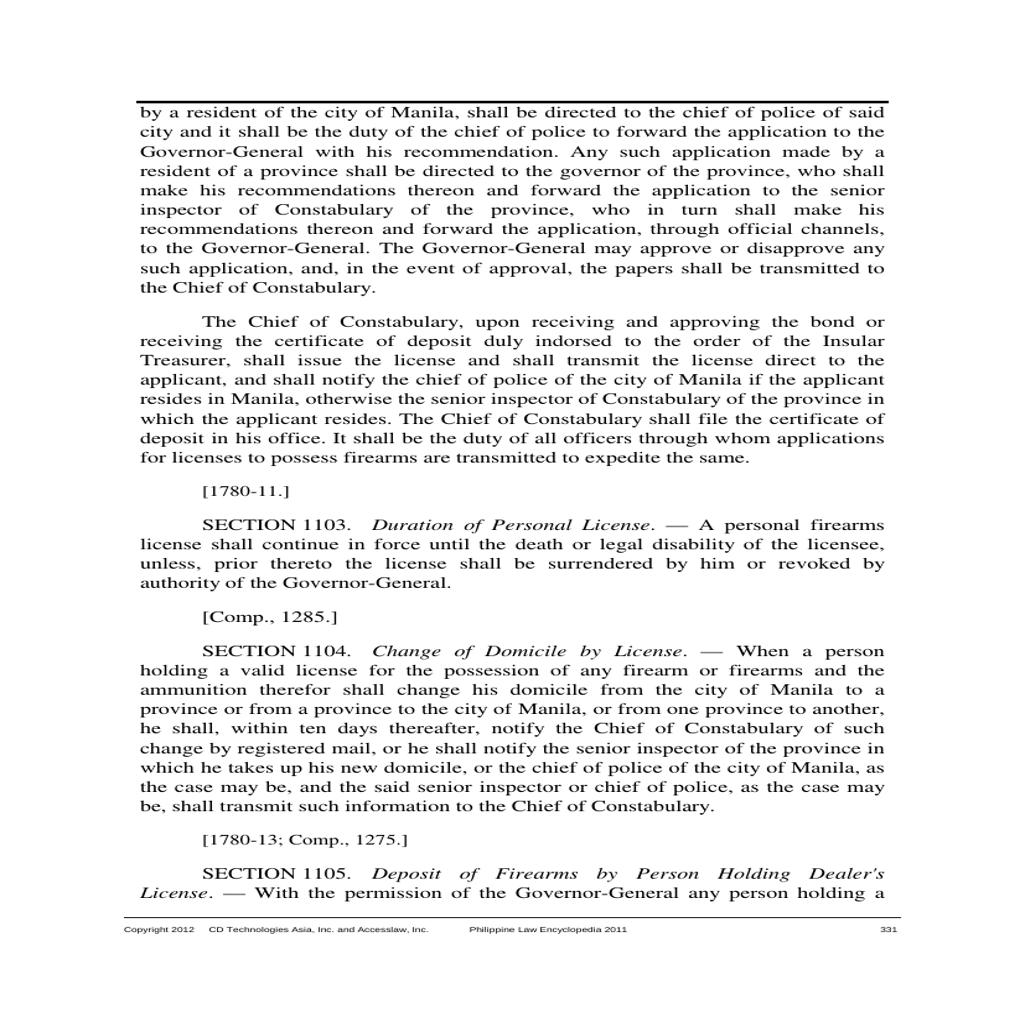 by a resident of the city of Manila, shall be directed to the chief of police of said
city and it shall be the duty of the chief of police to forward the application to the
Governor-General with his recommendation. Any such application made by a
resident of a province shall be directed to the governor of the province, who shall
make his recommendations thereon and forward the application to the senior
inspector of Constabulary of the province, who in turn shall make his
recommendations thereon and forward the application, through official channels,
to the Governor-General. The Governor-General may approve or disapprove any
such application, and, in the event of approval, the papers shall be transmitted to
the Chief of Constabulary.
The Chief of Constabulary, upon receiving and approving the bond or
receiving the certificate of deposit duly indorsed to the order of the Insular
Treasurer, shall issue the license and shall transmit the license direct to the
applicant, and shall notify the chief of police of the city of Manila if the applicant
resides in Manila, otherwise the senior inspector of Constabulary of the province in
which the applicant resides. The Chief of Constabulary shall file the certificate of
deposit in his office. It shall be the duty of all officers through whom applications
for licenses to possess firearms are transmitted to expedite the same.
[1780-11.]
SECTION 1103. Duration of Personal License. — A personal firearms
license shall continue in force until the death or legal disability of the licensee,
unless, prior thereto the license shall be surrendered by him or revoked by
authority of the Governor-General.
[Comp., 1285.]
SECTION 1104. Change of Domicile by License. — When a person
holding a valid license for the possession of any firearm or firearms and the
ammunition therefor shall change his domicile from the city of Manila to a
province or from a province to the city of Manila, or from one province to another,
he shall, within ten days thereafter, notify the Chief of Constabulary of such
change by registered mail, or he shall notify the senior inspector of the province in
which he takes up his new domicile, or the chief of police of the city of Manila, as
the case may be, and the said senior inspector or chief of police, as the case may
be, shall transmit such information to the Chief of Constabulary.
[1780-13; Comp., 1275.]
SECTION 1105. Deposit of Firearms by Person Holding Dealer's
License. — With the permission of the Governor-General any person holding a
Copyright 2012 CD Technologies Asia, Inc. and Accesslaw, Inc. Philippine Law Encyclopedia 2011 331